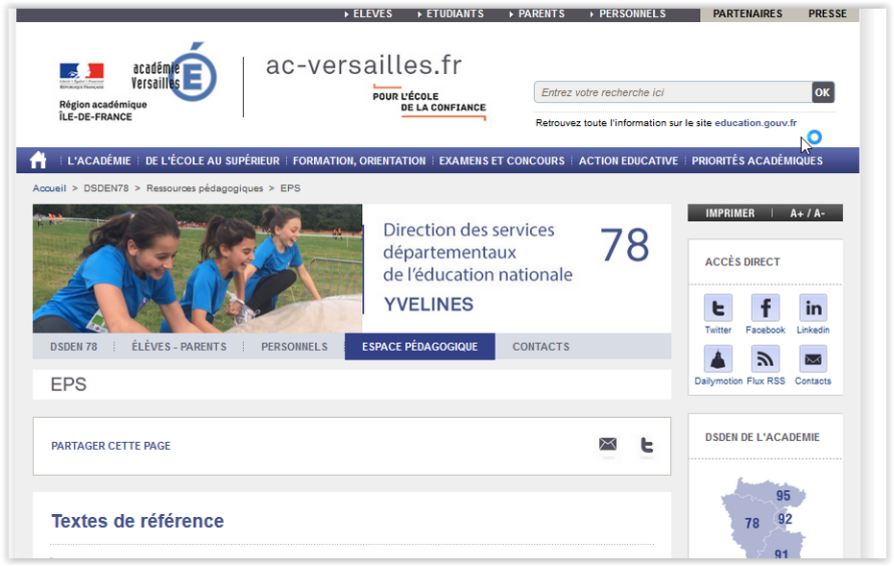 ELÈVES
ETUDIANTS
PARENTS
PERSONNELS
PARTENAIRES
PRESSE
académie
Versailles
Région académique
ÎLE-DE-FRANCE
ac-versailles.fr
POUR L'ÉCOLE
DE LA CONFIANCE
Entrez votre recherche ici
OK
Retrouvez toute l'information sur le site education.gouv.fr
L'ACADÉMIE | DE L'ÉCOLE AU SUPÉRIEUR | FORMATION, ORIENTATION | EXAMENS ET CONCOURS | ACTION EDUCATIVE | PRIORITÉS ACADÉMIQUES
Accueil > DSDEN78 > Ressources pédagogiques > EPS
Direction des services
départementaux
de l'éducation nationale
YVELINES
78
IMPRIMER | A+ / A-
ACCÈS DIRECT
Twitter Facebook Linkedin
Dailymotion Flux RSS Contacts
DSDEN 78
ÉLÈVES - PARENTS
PERSONNELS
ESPACE PÉDAGOGIQUE
CONTACTS
EPS
PARTAGER CETTE PAGE
DSDEN DE L'ACADEMIE
95
78 92
91
Textes de référence